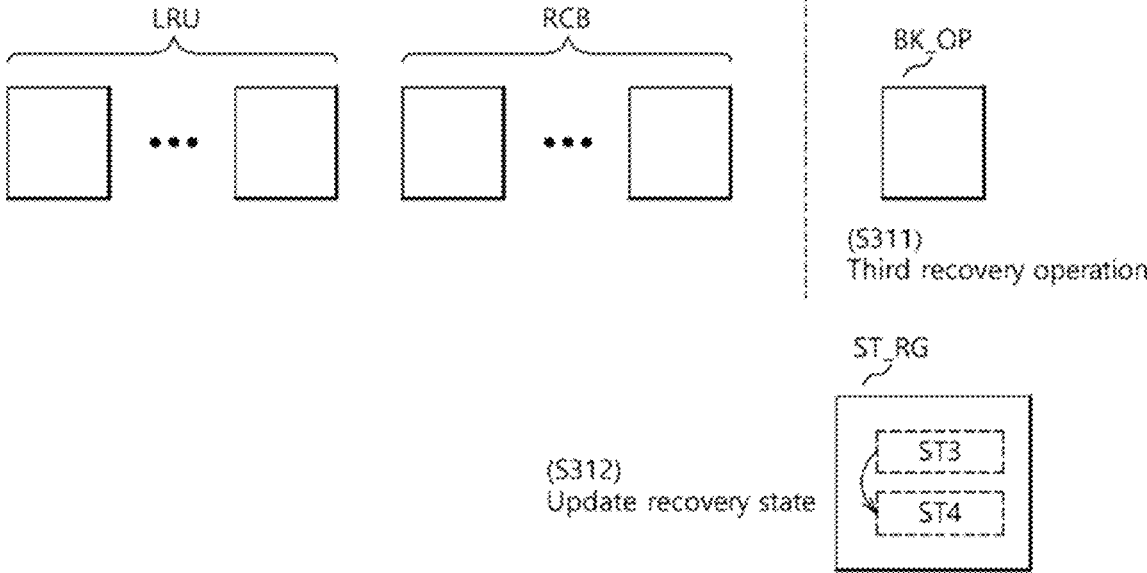 LRU
RCB
BK_OP
(S311)
Third recovery operation
ST_RG
ST3
(S312)
Update recovery state
ST4